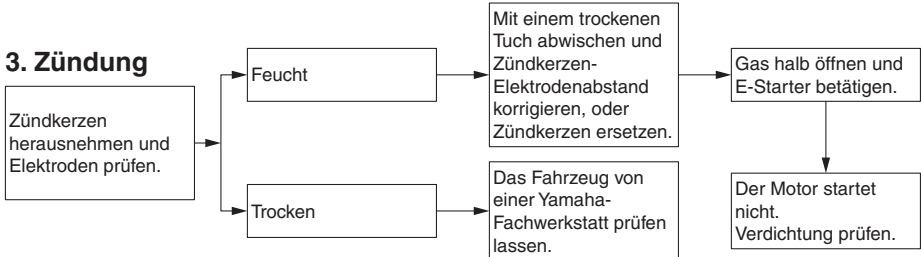 3. Zündung
Zündkerzen
herausnehmen und
Elektroden prüfen.
Feucht
Mit einem trockenen
Tuch abwischen und
Zündkerzen-
Elektrodenabstand
korrigieren, oder
Zündkerzen ersetzen.
Gas halb öffnen und
E-Starter betätigen.
Der Motor startet
nicht.
Verdichtung prüfen.
Trocken
Das Fahrzeug von
einer Yamaha-
Fachwerkstatt prüfen
lassen.